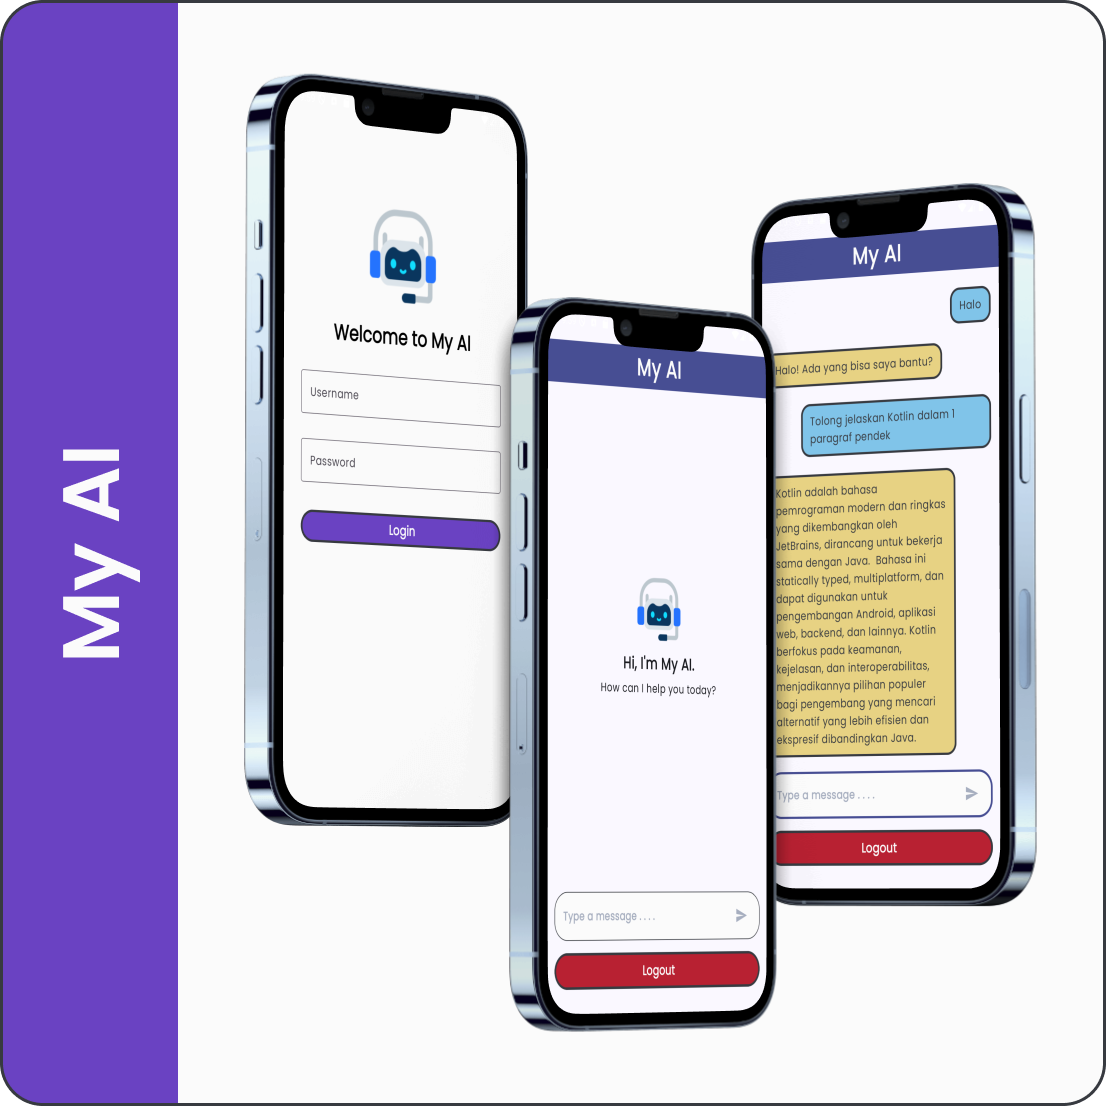 My AI
Welcome to My AI
Username
Password
Login
My AI
Hi, I'm My AI.
How can I help you today?
Type a message . . . .
Logout
My AI
Halo
Halo! Ada yang bisa saya bantu?
Tolong jelaskan Kotlin dalam 1
paragraf pendek
Kotlin adalah bahasa
pemrograman modern dan ringkas
yang dikembangkan oleh
JetBrains, dirancang untuk bekerja
sama dengan Java. Bahasa ini
statically typed, multiplatform, dan
dapat digunakan untuk
pengembangan Android, aplikasi
web, backend, dan lainnya. Kotlin
berfokus pada keamanan,
kejelasan, dan interoperabilitas,
menjadikannya pilihan populer
bagi pengembang yang mencari
alternatif yang lebih efisien dan
ekspresif dibandingkan Java.
Type a message . . . .
Logout